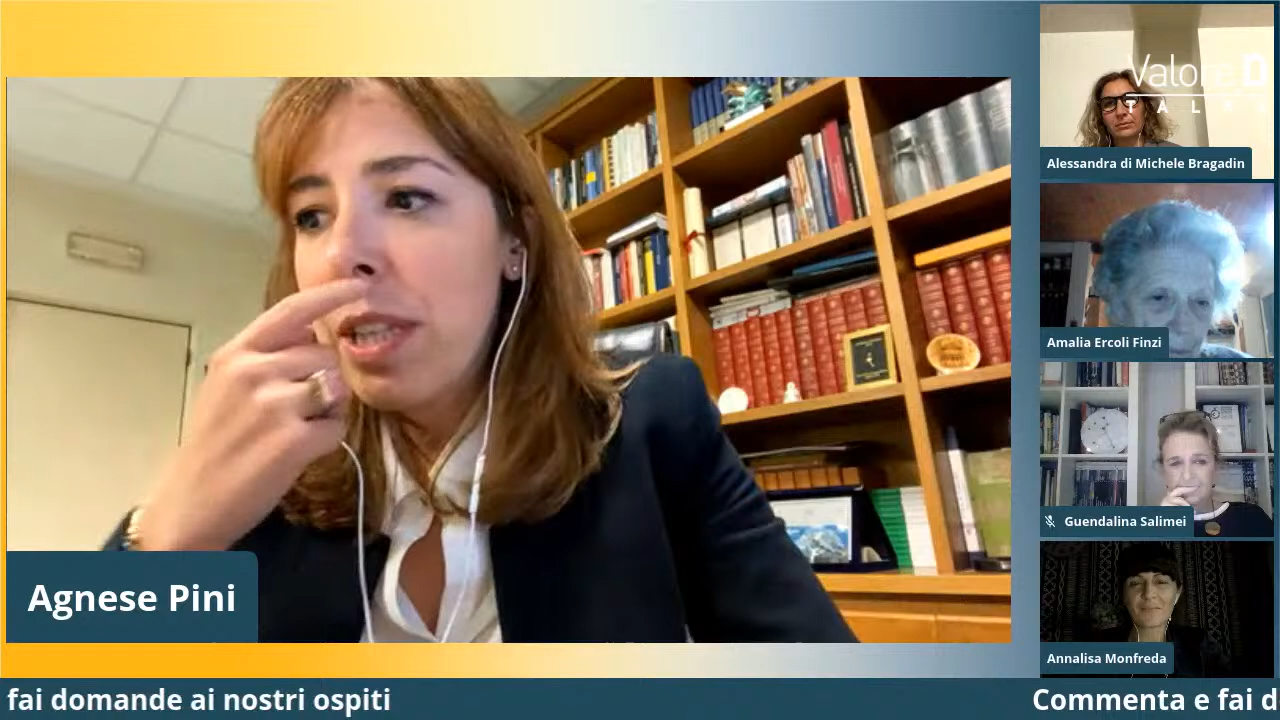 Valore D
ITALY
Alessandra di Michele Bragadin
Amalia Ercoli Finzi
Guendalina Salimei
Annalisa Monfreda
Agnese Pini
fai domande ai nostri ospiti
Commenta e fai d